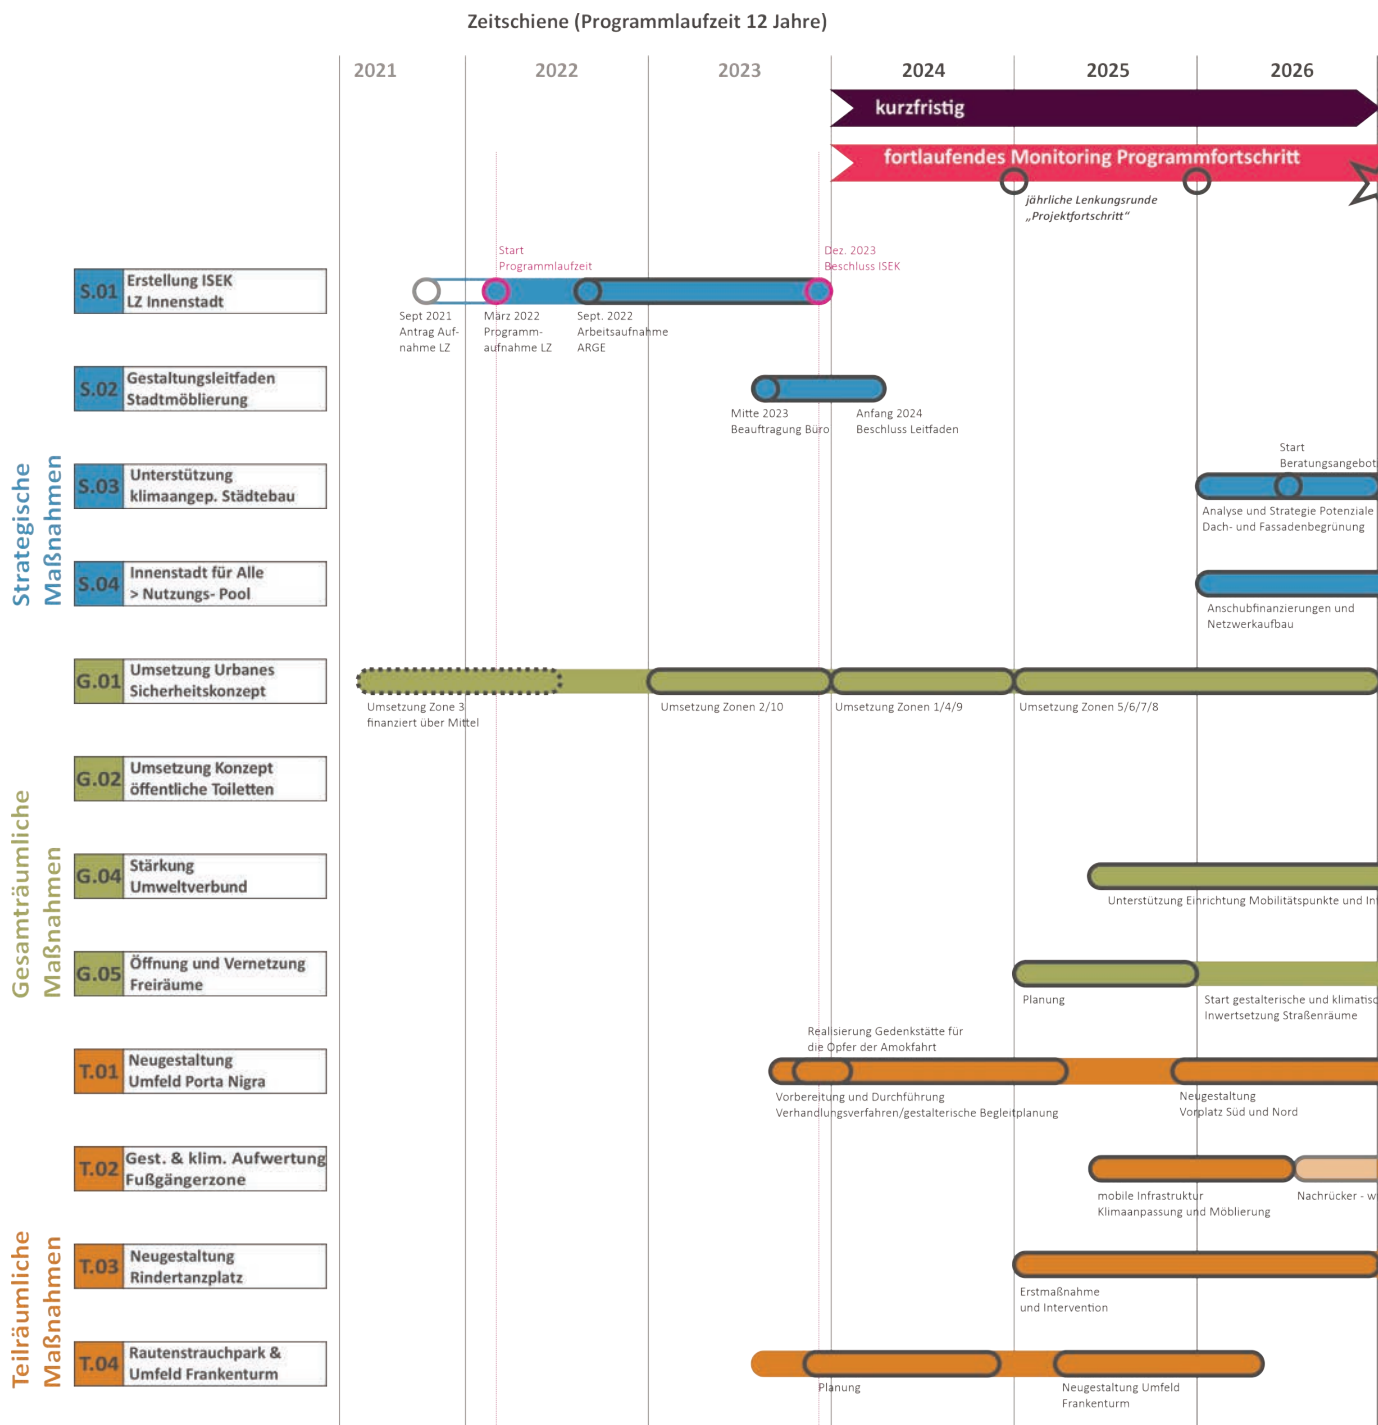 Zeitschiene (Programmlaufzeit 12 Jahre)
2021
2022
2023
2024
2025
2026
kurzfristig
fortlaufendes Monitoring Programmfortschritt
jährliche Lenkungsrunde
„Projektfortschritt“
Strategische
Maßnahmen
S.01
Erstellung ISEK
LZ Innenstadt
Start
Programmlaufzeit
Dez. 2023
Beschluss ISEK
Sept 2021
Antrag Auf-
nahme LZ
März 2022
Programm-
aufnahme LZ
Sept. 2022
Arbeitsaufnahme
ARGE
S.02
Gestaltungsleitfaden
Stadtmöblierung
Mitte 2023
Beauftragung Büro
Anfang 2024
Beschluss Leitfaden
S.03
Unterstützung
klimaangep. Städtebau
Start
Beratungsangebot
Analyse und Strategie Potenziale
Dach- und Fassadenbegrünung
S.04
Innenstadt für Alle
> Nutzungs- Pool
Anschubfinanzierungen und
Netzwerkaufbau
Gesamträumliche
Maßnahmen
G.01
Umsetzung Urbanes
Sicherheitskonzept
Umsetzung Zone 3
finanziert über Mittel
Umsetzung Zonen 2/10
Umsetzung Zonen 1/4/9
Umsetzung Zonen 5/6/7/8
G.02
Umsetzung Konzept
öffentliche Toiletten
G.04
Stärkung
Umweltverbund
Unterstützung Einrichtung Mobilitätspunkte und Inf
G.05
Öffnung und Vernetzung
Freiräume
Planung
Start gestalterische und klimatisc
Inwertsetzung Straßenräume
Teilräumliche
Maßnahmen
T.01
Neugestaltung
Umfeld Porta Nigra
Realisierung Gedenkstätte für
die Opfer der Amokfahrt
Vorbereitung und Durchführung
Verhandlungsverfahren/gestalterische Begleitplanung
Neugestaltung
Vorplatz Süd und Nord
T.02
Gest. & klim. Aufwertung
Fußgängerzone
mobile Infrastruktur
Klimaanpassung und Möblierung
Nachrücker - w
T.03
Neugestaltung
Rindertanzplatz
Erstmaßnahme
und Intervention
T.04
Rautenstrauchpark &
Umfeld Frankenturm
Planung
Neugestaltung Umfeld
Frankenturm